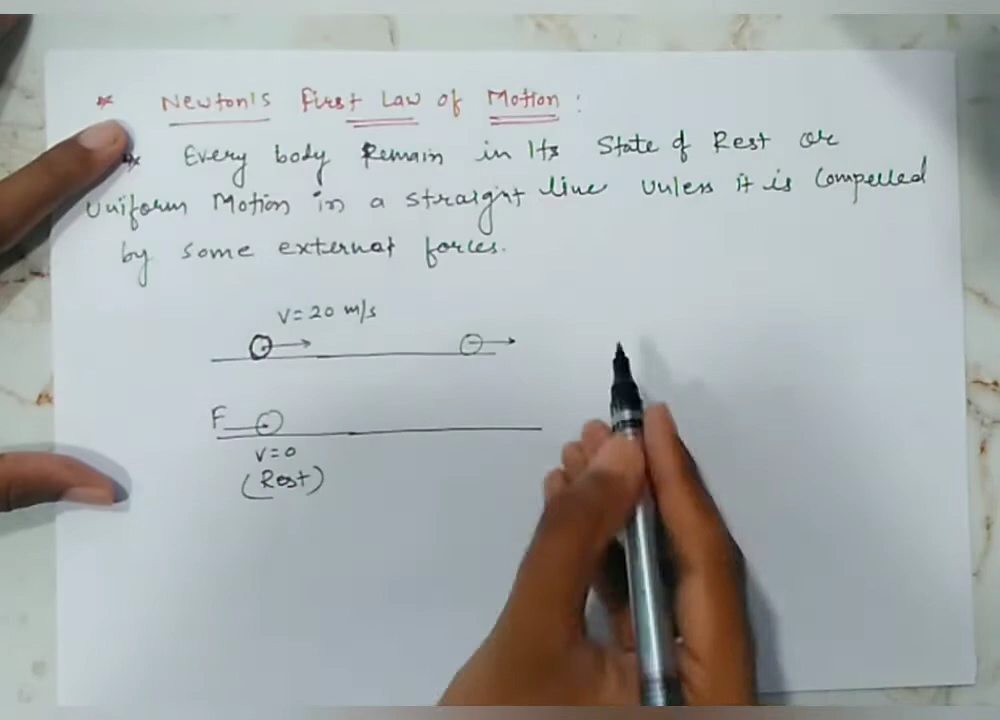 * Newton's First Law of Motion :
* Every body Remain in Its State of Rest or
Uniform Motion in a straight line Unless it is Compelled
by some external forces.
V = 20 m/s
F
V = 0
(Rest)